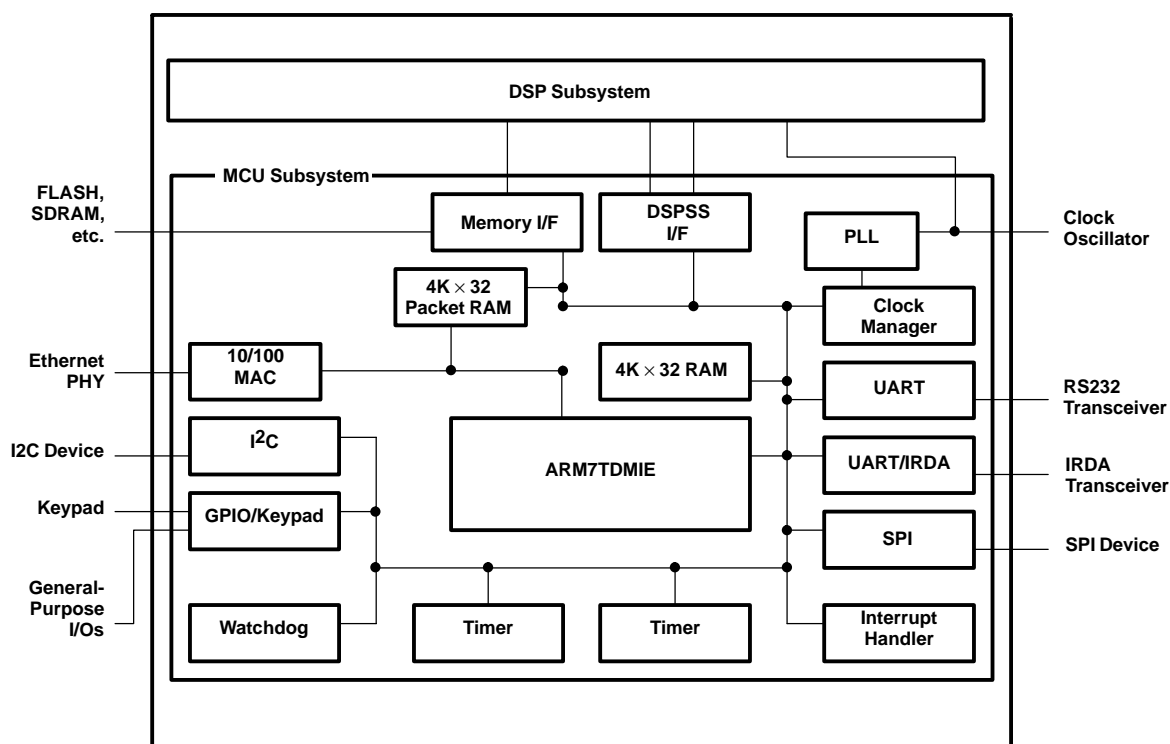 DSP Subsystem
MCU Subsystem
FLASH,
SDRAM,
etc.
Memory I/F
DSPSS
I/F
PLL
Clock
Oscillator
4K × 32
Packet RAM
Clock
Manager
Ethernet
PHY
10/100
MAC
4K × 32 RAM
UART
RS232
Transceiver
I2C Device
I²C
ARM7TDMIE
UART/IRDA
IRDA
Transceiver
Keypad
GPIO/Keypad
SPI
SPI Device
General-
Purpose
I/Os
Watchdog
Timer
Timer
Interrupt
Handler